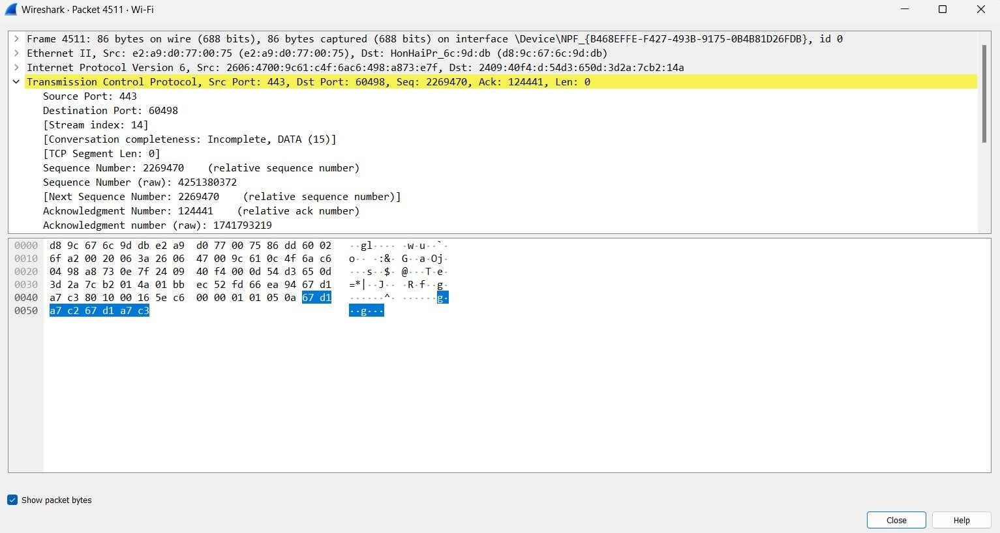 Wireshark · Packet 4511 · Wi-Fi
Frame 4511: 86 bytes on wire (688 bits), 86 bytes captured (688 bits) on interface \Device\NPF_{B468EFFE-F427-493B-9175-0B4B81D26FDB}, id 0
Ethernet II, Src: e2:a9:d0:77:00:75 (e2:a9:d0:77:00:75), Dst: HonHaiPr_6c:9d:db (d8:9c:67:6c:9d:db)
Internet Protocol Version 6, Src: 2606:4700:9c61:c4f:6ac6:498:a873:e7f, Dst: 2409:40f4:d:54d3:650d:3d2a:7cb2:14a
Transmission Control Protocol, Src Port: 443, Dst Port: 60498, Seq: 2269470, Ack: 124441, Len: 0
Source Port: 443
Destination Port: 60498
[Stream index: 14]
[Conversation completeness: Incomplete, DATA (15)]
[TCP Segment Len: 0]
Sequence Number: 2269470    (relative sequence number)
Sequence Number (raw): 4251380372
[Next Sequence Number: 2269470    (relative sequence number)]
Acknowledgment Number: 124441    (relative ack number)
Acknowledgment number (raw): 1741793219
0000 d8 9c 67 6c 9d db e2 a9 d0 77 00 75 86 dd 60 02 ··gl···· ·w·u··`·
0010 6f a2 00 20 06 3a 26 06 47 00 9c 61 0c 4f 6a c6 o·· ·:&· G··a·Oj·
0020 04 98 a8 73 0e 7f 24 09 40 f4 00 0d 54 d3 65 0d ···s··$· @···T·e·
0030 3d 2a 7c b2 01 4a 01 bb ec 52 fd 66 ea 94 67 d1 =*|··J·· ·R·f··g·
0040 a7 c3 80 10 00 16 5e c6 00 00 01 01 05 0a 67 d1 ······^· ······g·
0050 a7 c2 67 d1 a7 c3 ··g···
Show packet bytes
Close Help